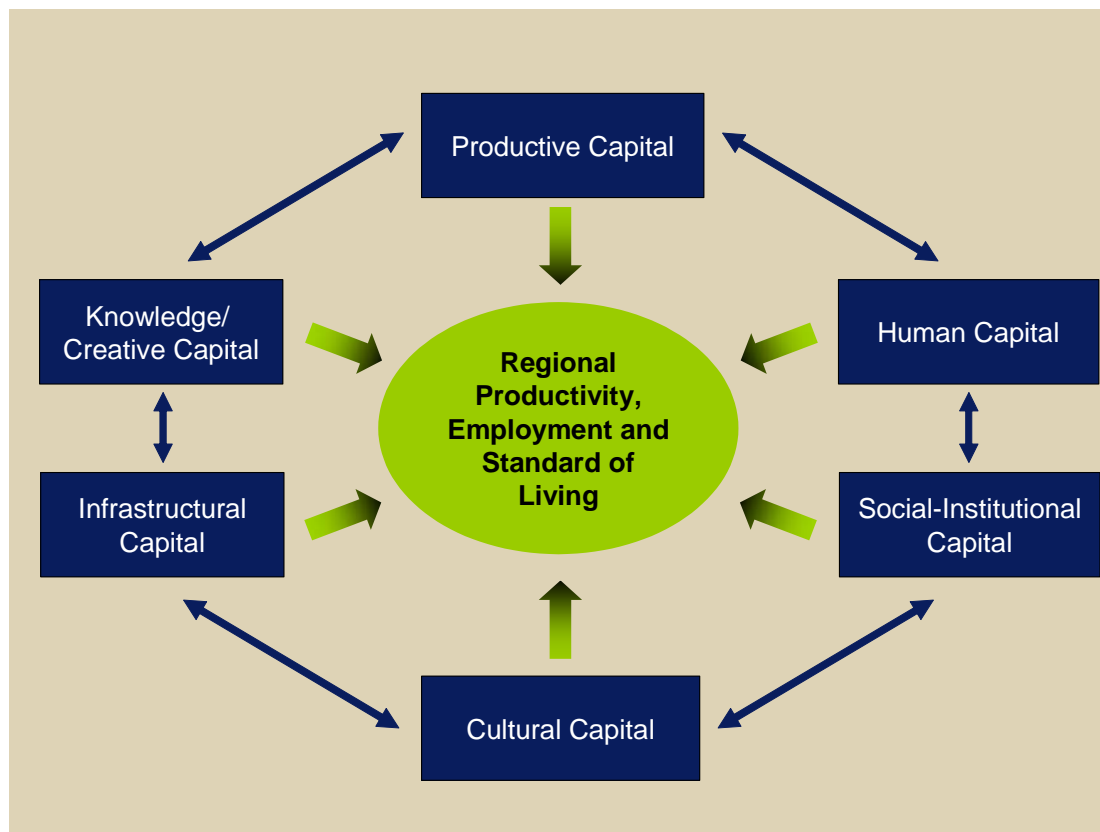 Productive Capital
Knowledge/
Creative Capital
Human Capital
Regional
Productivity,
Employment and
Standard of
Living
Infrastructural
Capital
Social-Institutional
Capital
Cultural Capital